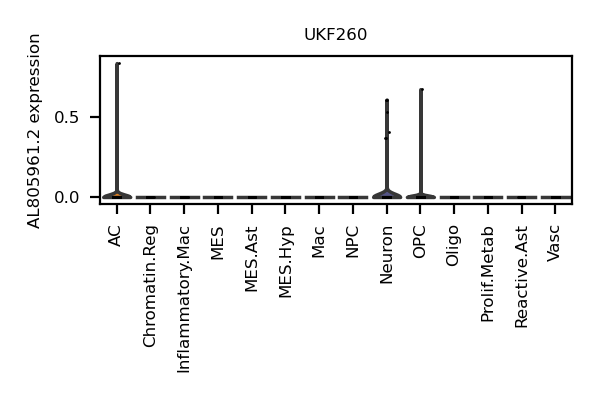 UKF260
AL805961.2 expression
0.5
0.0
AC
Chromatin.Reg
Inflammatory.Mac
MES
MES.Ast
MES.Hyp
Mac
NPC
Neuron
OPC
Oligo
Prolif.Metab
Reactive.Ast
Vasc